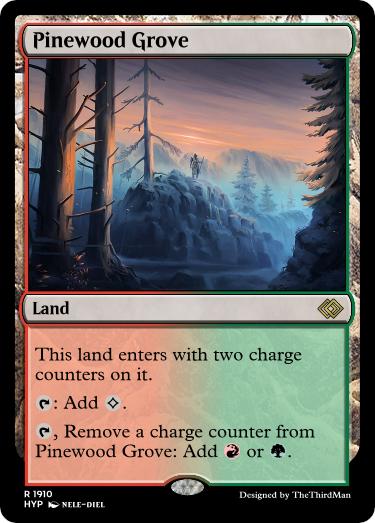 Pinewood Grove
Land
This land enters with two charge
counters on it.
: Add .
, Remove a charge counter from
Pinewood Grove: Add or .
R 1910
HYP NELE-DIEL
Designed by TheThirdMan